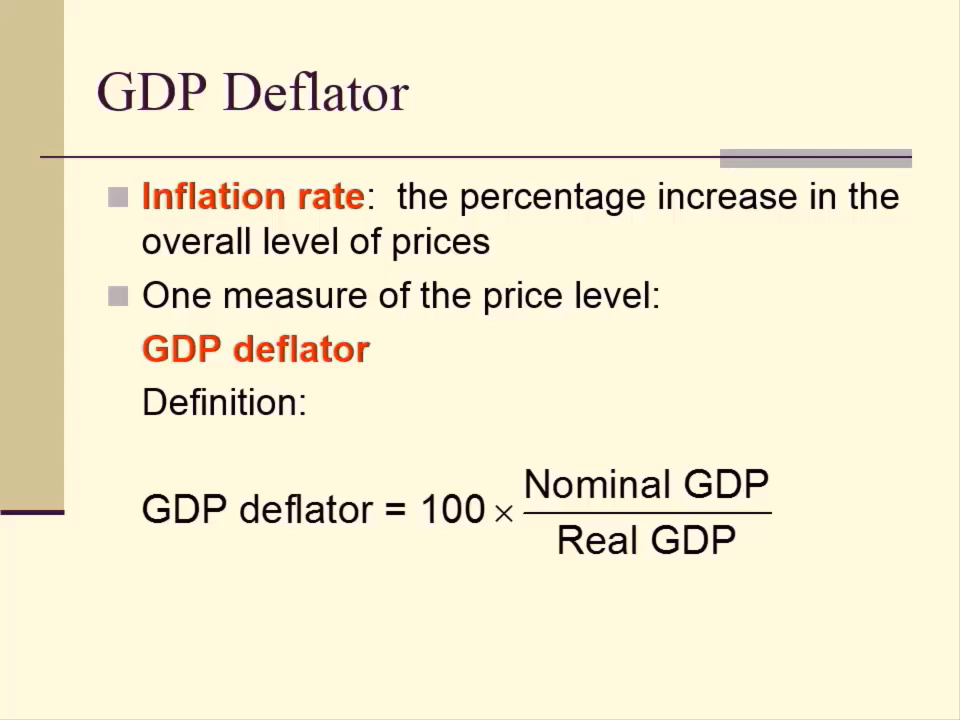 GDP Deflator
Inflation rate: the percentage increase in the
overall level of prices
One measure of the price level:
GDP deflator
Definition:
GDP deflator = 100 × Nominal GDP
Real GDP